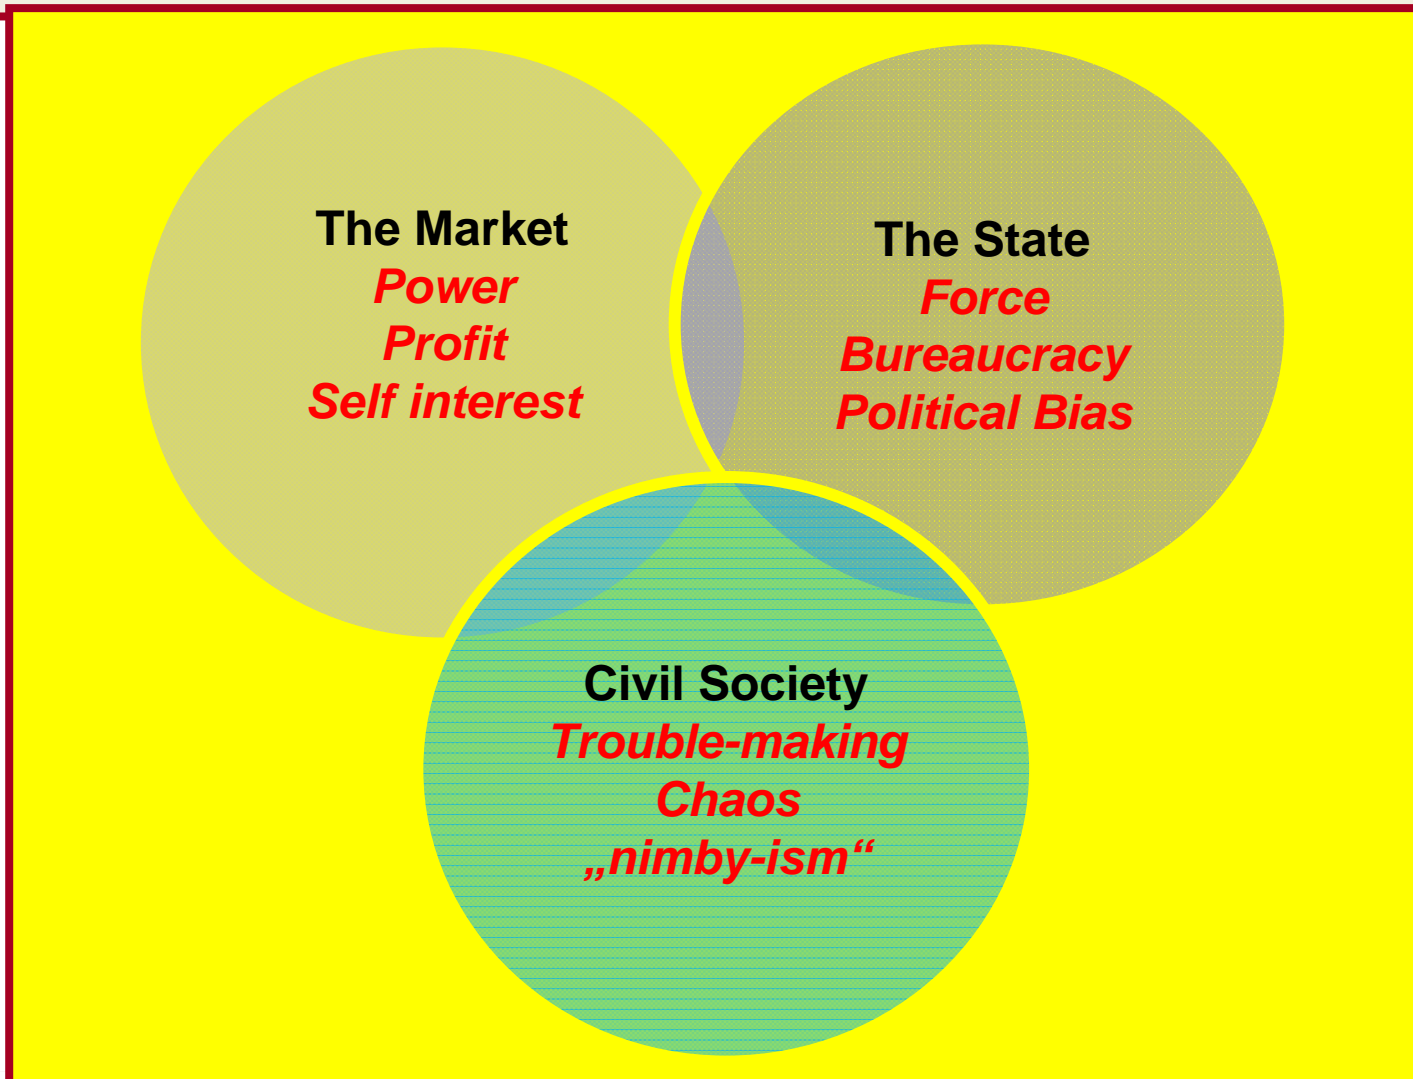 The Market
Power
Profit
Self interest
The State
Force
Bureaucracy
Political Bias
Civil Society
Trouble-making
Chaos
„nimby-ism“